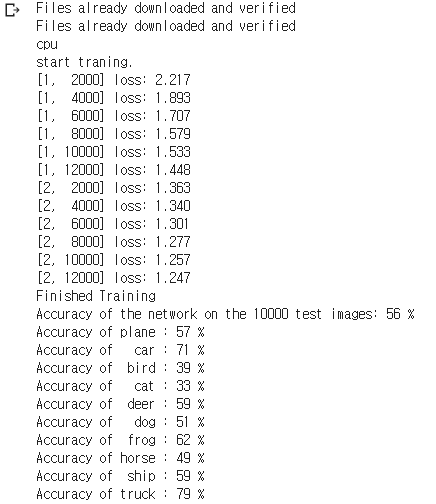 Files already downloaded and verified
Files already downloaded and verified
cpu
start traning.
[1,  2000] loss: 2.217
[1,  4000] loss: 1.893
[1,  6000] loss: 1.707
[1,  8000] loss: 1.579
[1, 10000] loss: 1.533
[1, 12000] loss: 1.448
[2,  2000] loss: 1.363
[2,  4000] loss: 1.340
[2,  6000] loss: 1.301
[2,  8000] loss: 1.277
[2, 10000] loss: 1.257
[2, 12000] loss: 1.247
Finished Training
Accuracy of the network on the 10000 test images: 56 %
Accuracy of plane : 57 %
Accuracy of   car : 71 %
Accuracy of  bird : 39 %
Accuracy of   cat : 33 %
Accuracy of  deer : 59 %
Accuracy of   dog : 51 %
Accuracy of  frog : 62 %
Accuracy of horse : 49 %
Accuracy of  ship : 59 %
Accuracy of truck : 79 %